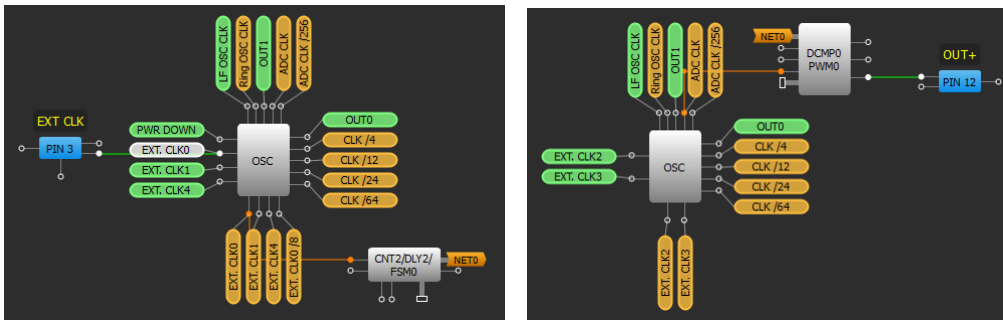 LF OSC CLK
Ring OSC CLK
OUT1
ADC CLK
ADC CLK /256
EXT CLK
PIN 3
PWR DOWN
EXT. CLK0
EXT. CLK1
EXT. CLK4
OSC
OUT0
CLK /4
CLK /12
CLK /24
CLK /64
EXT. CLK0
EXT. CLK1
EXT. CLK4
EXT. CLK0 /8
CNT2/DLY2/
FSM0
NET0
LF OSC CLK
Ring OSC CLK
OUT1
ADC CLK
ADC CLK /256
NET0
DCMP0
PWM0
OUT+
PIN 12
EXT. CLK2
EXT. CLK3
OSC
OUT0
CLK /4
CLK /12
CLK /24
CLK /64
EXT. CLK2
EXT. CLK3